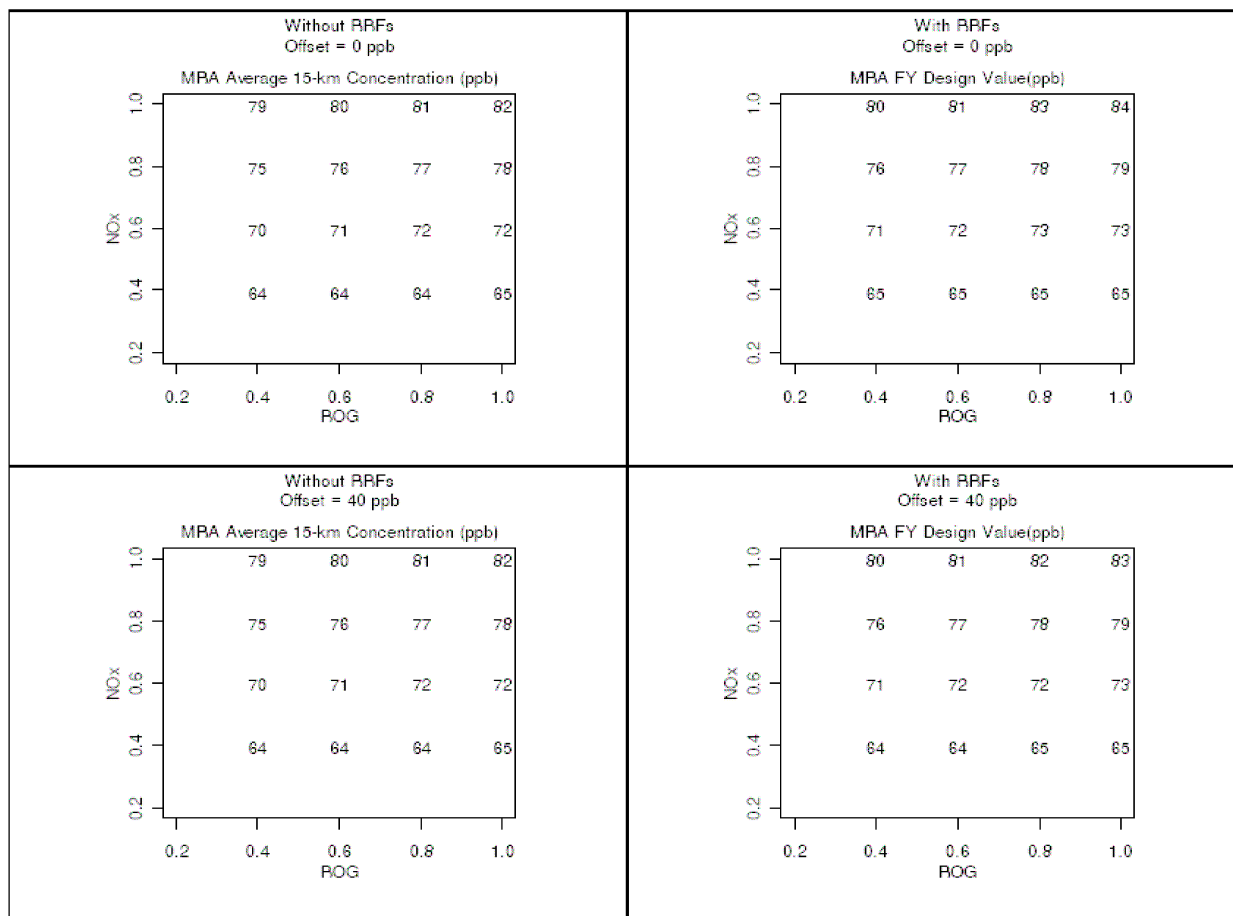 Without RRFs
Offset = 0 ppb
MRA Average 15-km Concentration (ppb)
1.0 79 80 81 82
0.8 75 76 77 78
NOx
0.6 70 71 72 72
0.4 64 64 64 65
0.2
0.2 0.4 0.6 0.8 1.0
ROG
With RRFs
Offset = 0 ppb
MRA FY Design Value(ppb)
1.0 80 81 83 84
0.8 76 77 78 79
NOx
0.6 71 72 73 73
0.4 65 65 65 65
0.2
0.2 0.4 0.6 0.8 1.0
ROG
Without RRFs
Offset = 40 ppb
MRA Average 15-km Concentration (ppb)
1.0 79 80 81 82
0.8 75 76 77 78
NOx
0.6 70 71 72 72
0.4 64 64 64 65
0.2
0.2 0.4 0.6 0.8 1.0
ROG
With RRFs
Offset = 40 ppb
MRA FY Design Value(ppb)
1.0 80 81 82 83
0.8 76 77 78 79
NOx
0.6 71 72 72 73
0.4 64 64 65 65
0.2
0.2 0.4 0.6 0.8 1.0
ROG